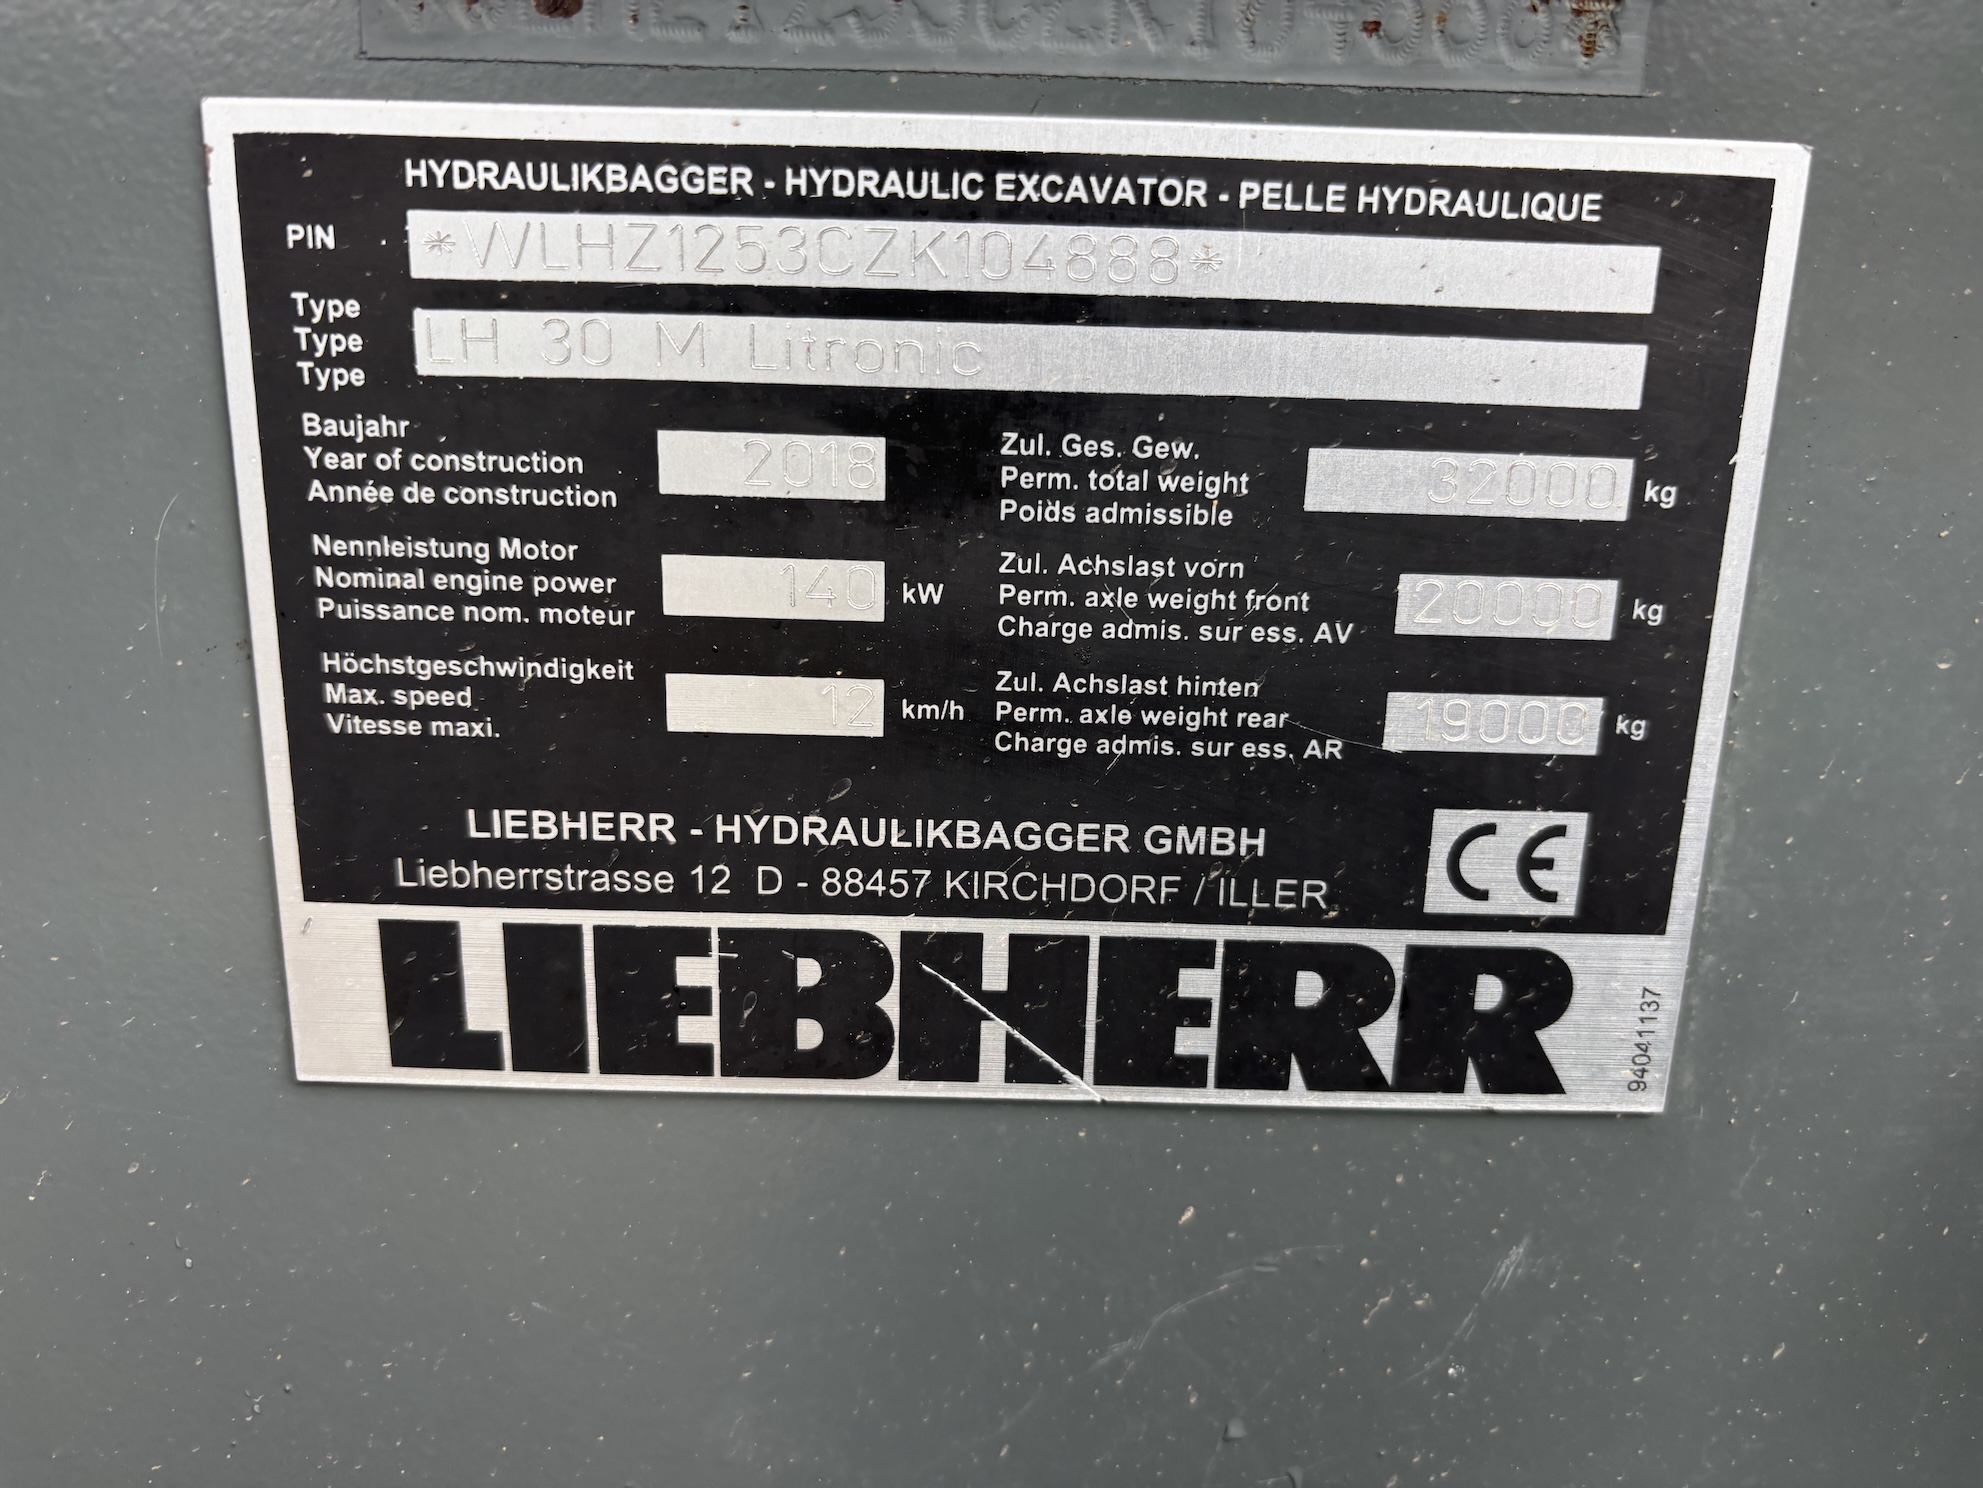 HYDRAULIKBAGGER - HYDRAULIC EXCAVATOR - PELLE HYDRAULIQUE
PIN *WLHZ1253CZK104888*
Type
Type LH 30 M Litronic
Type
Baujahr
Year of construction 2018
Année de construction
Zul. Ges. Gew.
Perm. total weight 32000 kg
Poids admissible
Nennleistung Motor
Nominal engine power 140 kW
Puissance nom. moteur
Zul. Achslast vorn
Perm. axle weight front 20000 kg
Charge admis. sur ess. AV
Höchstgeschwindigkeit
Max. speed 12 km/h
Vitesse maxi.
Zul. Achslast hinten
Perm. axle weight rear 19000 kg
Charge admis. sur ess. AR
LIEBHERR - HYDRAULIKBAGGER GMBH
Liebherrstrasse 12 D - 88457 KIRCHDORF / ILLER
CE
LIEBHERR
94041137